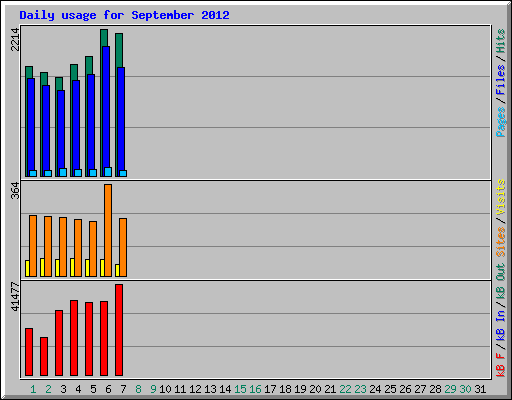 Daily usage for September 2012
2214
Pages / Files / Hits
364
Sites / Visits
41477
kB F / kB In / kB Out
1 2 3 4 5 6 7 8 9 10 11 12 13 14 15 16 17 18 19 20 21 22 23 24 25 26 27 28 29 30 31